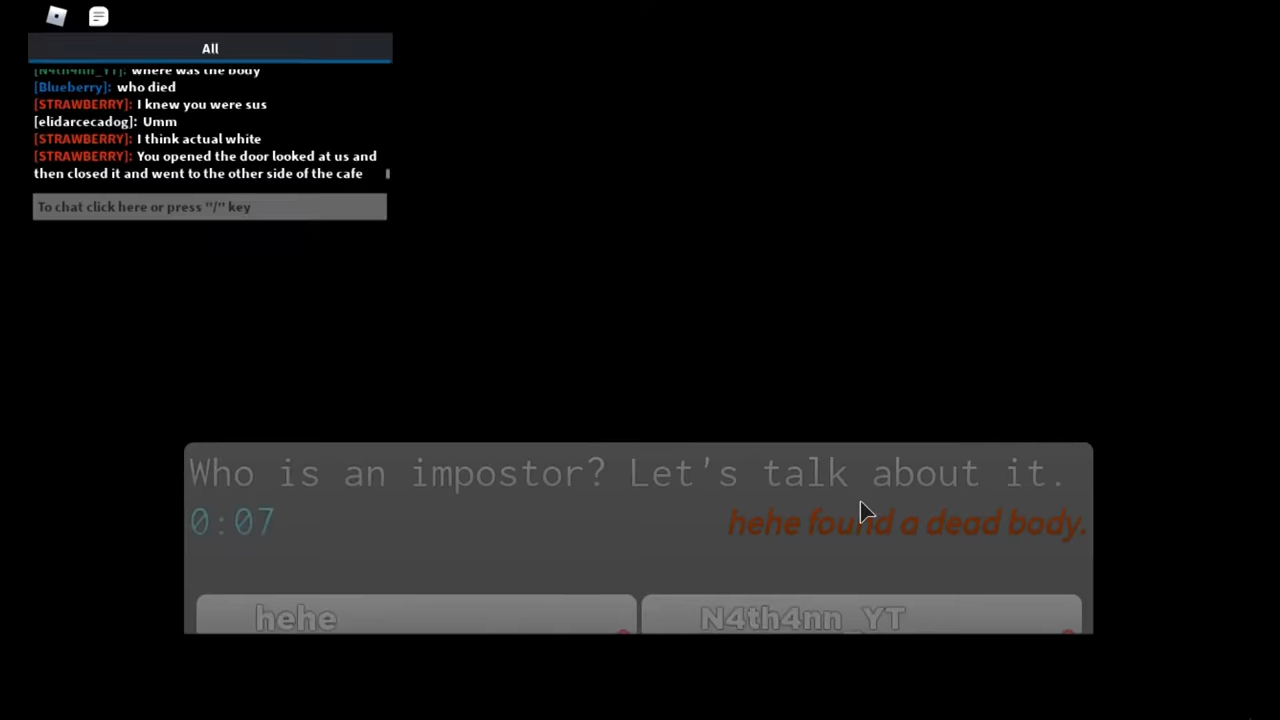 All
[N4th4nn_YT]: where was the body
[Blueberry]: who died
[STRAWBERRY]: I knew you were sus
[elidarcecadog]: Umm
[STRAWBERRY]: I think actual white
[STRAWBERRY]: You opened the door looked at us and
then closed it and went to the other side of the cafe
To chat click here or press "/" key
Who is an impostor? Let's talk about it.
0:07
hehe found a dead body.
hehe
N4th4nn_YT